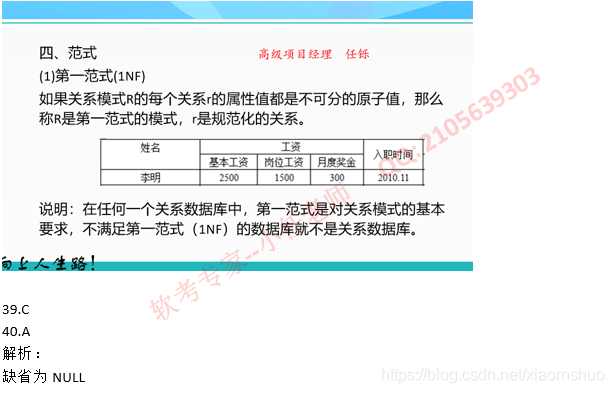 四、范式
高级项目经理 任铄
(1)第一范式(1NF)
如果关系模式R的每个关系r的属性值都是不可分的原子值，那么
称R是第一范式的模式，r是规范化的关系。
姓名 工资 入职时间
基本工资 岗位工资 月度奖金
李明 2500 1500 300 2010.11
说明：在任何一个关系数据库中，第一范式是对关系模式的基本
要求，不满足第一范式（1NF）的数据库就不是关系数据库。
向上人生路！
软考专家--小任老师 QQ:2105639303
39.C
40.A
解析：
缺省为 NULL
https://blog.csdn.net/xiaomshuo